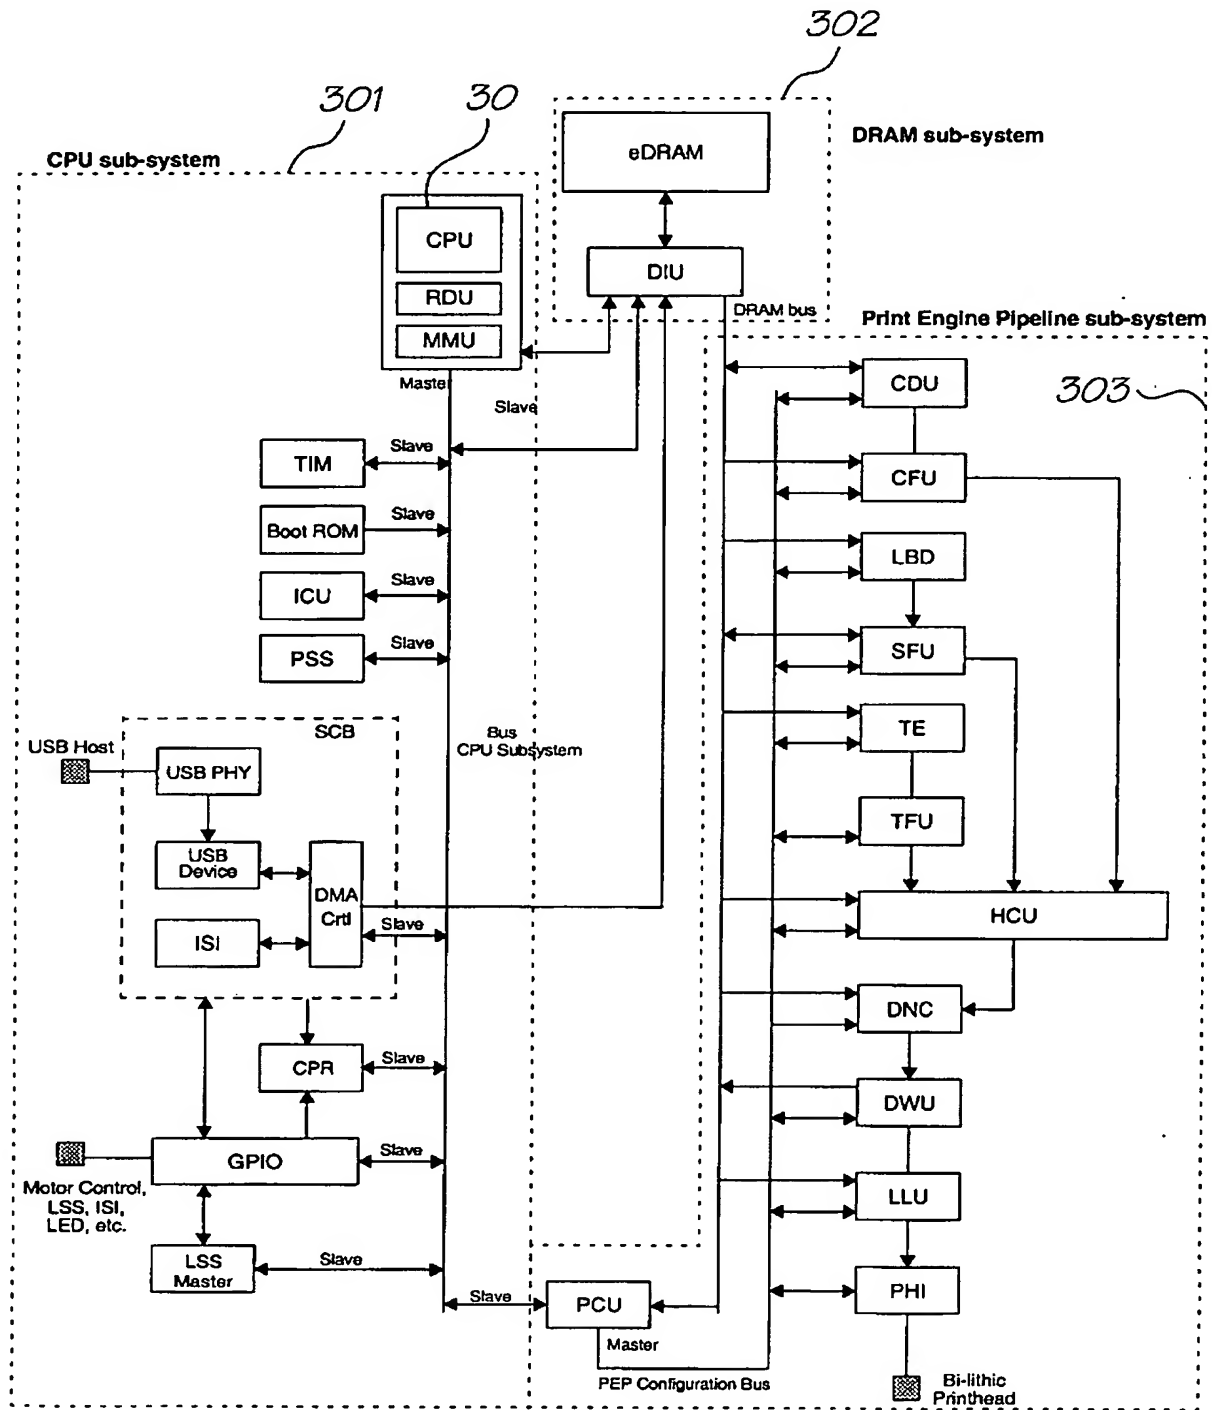 302
301
30
CPU sub-system
DRAM sub-system
eDRAM
CPU
RDU
MMU
DIU
DRAM bus
Print Engine Pipeline sub-system
Master
Slave
303
CDU
TIM
Slave
CFU
Boot ROM
Slave
LBD
ICU
Slave
PSS
Slave
SFU
SCB
Bus
CPU Subsystem
TE
USB Host
USB PHY
TFU
USB
Device
DMA
Crtl
ISI
Slave
HCU
DNC
CPR
Slave
DWU
GPIO
Slave
Motor Control,
LSS, ISI,
LED, etc.
LLU
LSS
Master
Slave
PHI
Slave
PCU
Master
PEP Configuration Bus
Bi-lithic
Printhead